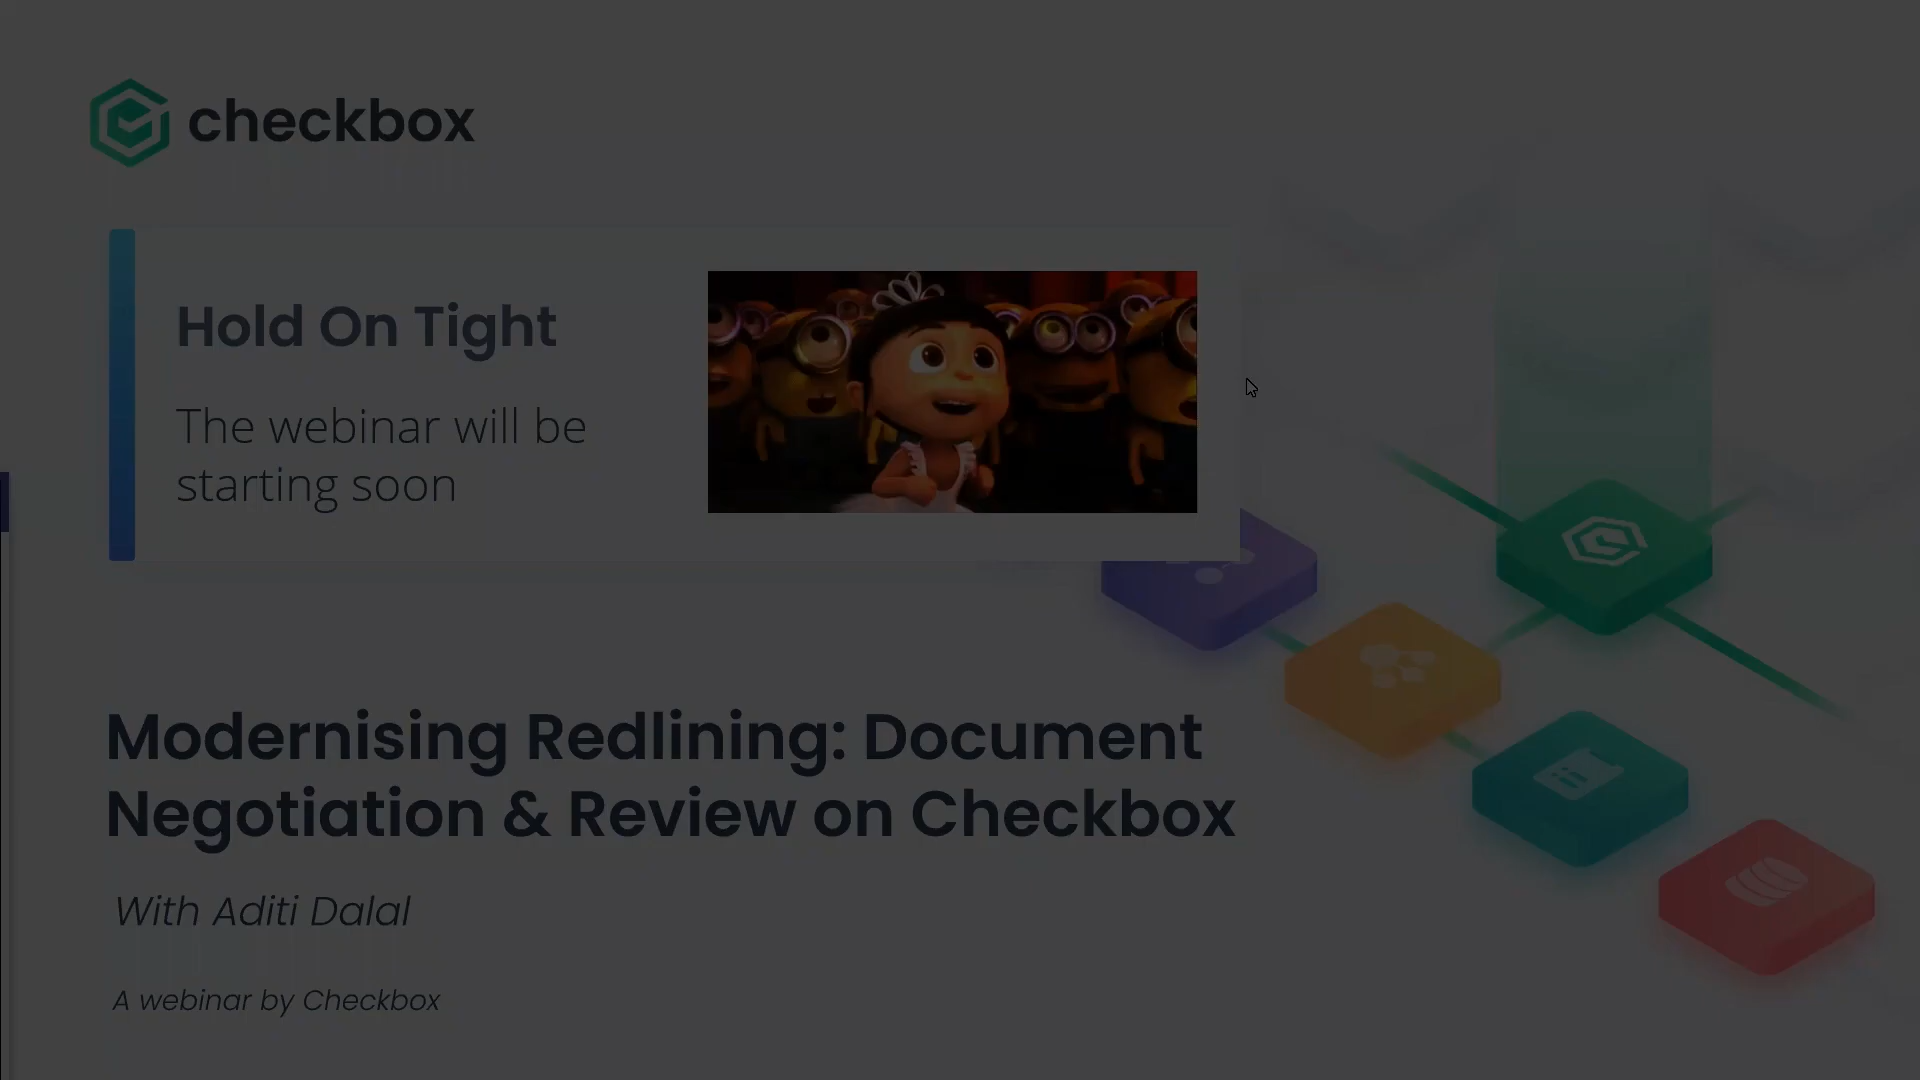 checkbox
Hold On Tight
The webinar will be
starting soon
Modernising Redlining: Document
Negotiation & Review on Checkbox
With Aditi Dalal
A webinar by Checkbox